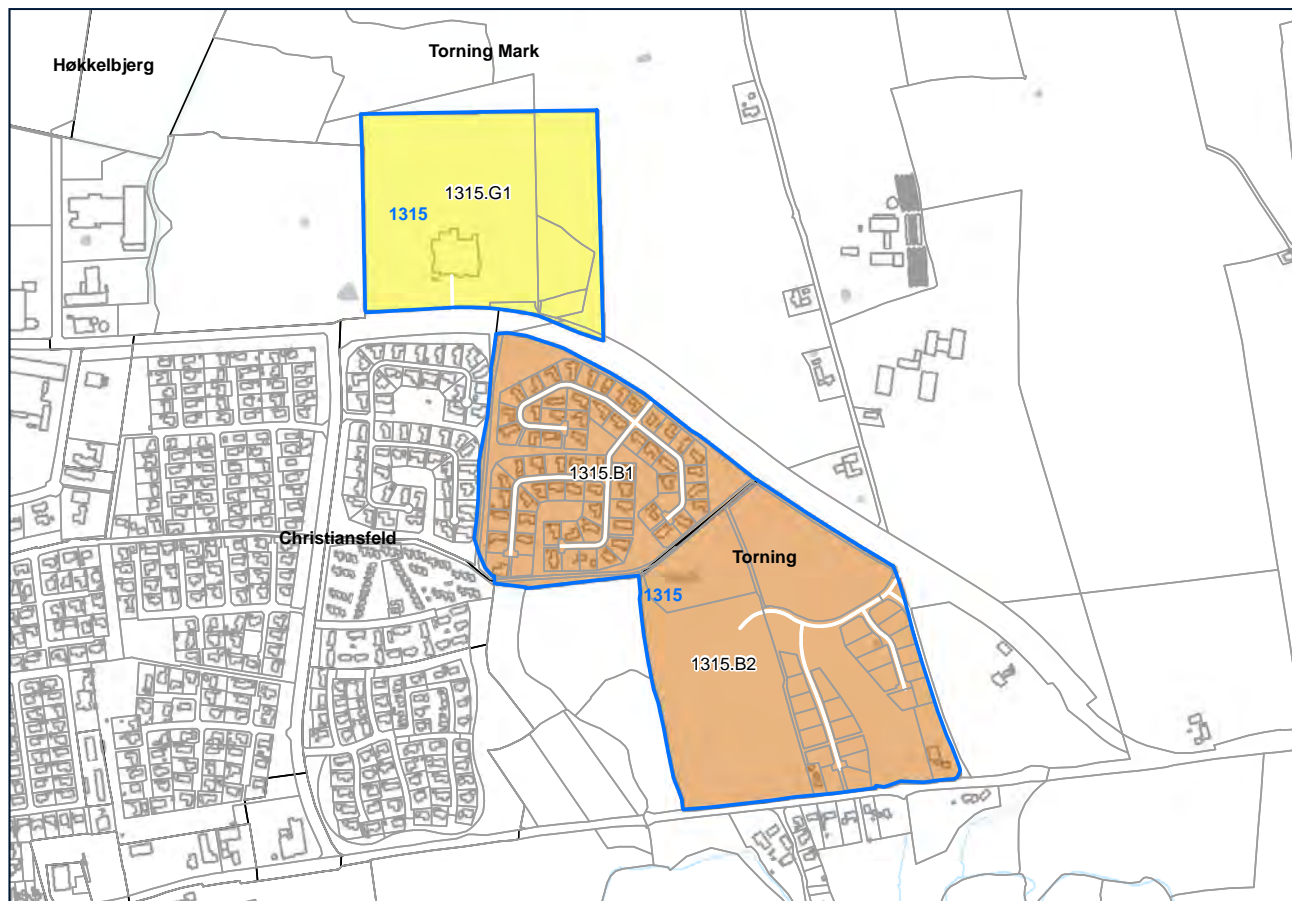 Torning Mark
Høkkelbjerg
1315.G1
1315
1315.B1
Christiansfeld
Torning
1315
1315.B2